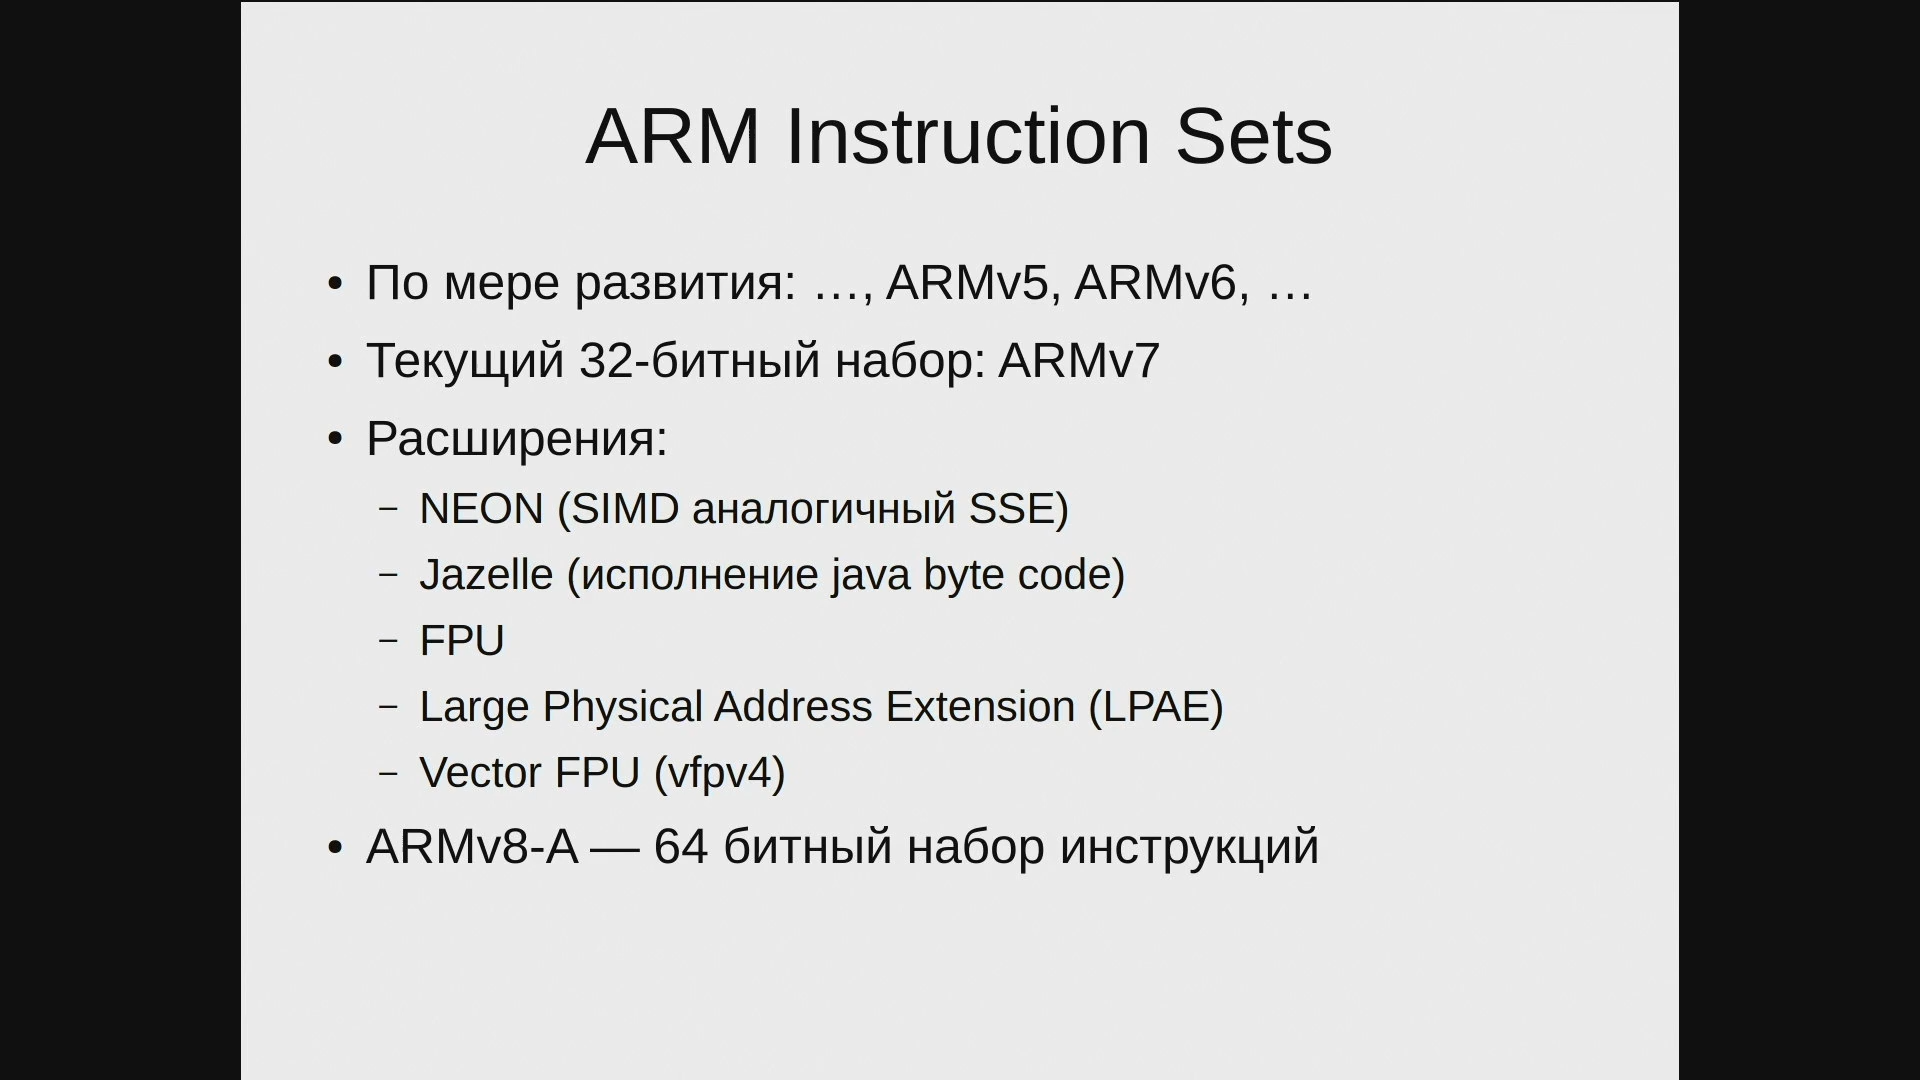 ARM Instruction Sets
• По мере развития: …, ARMv5, ARMv6, …
• Текущий 32-битный набор: ARMv7
• Расширения:
– NEON (SIMD аналогичный SSE)
– Jazelle (исполнение java byte code)
– FPU
– Large Physical Address Extension (LPAE)
– Vector FPU (vfpv4)
• ARMv8-A — 64 битный набор инструкций